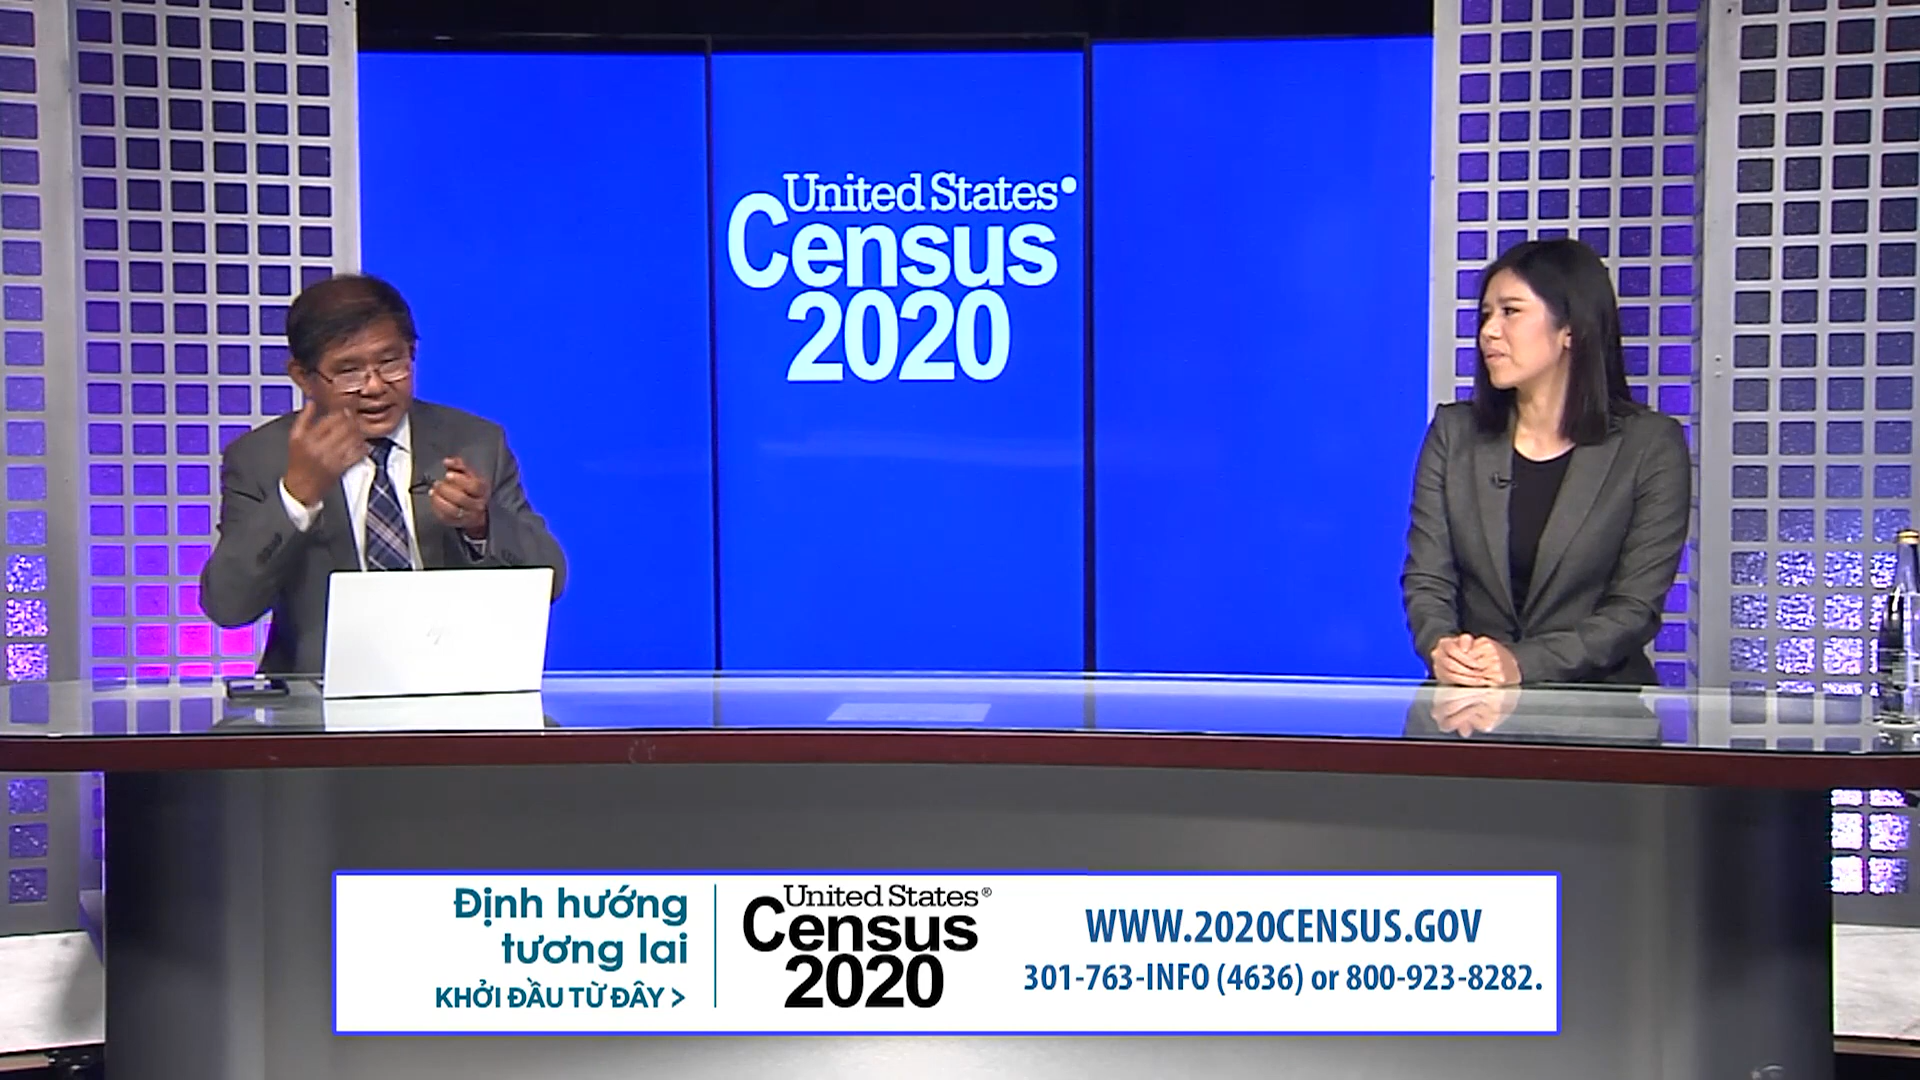 United States
Census
2020
Định hướng
tương lai
KHỞI ĐẦU TỪ ĐÂY >
United States®
Census
2020
WWW.2020CENSUS.GOV
301-763-INFO (4636) or 800-923-8282.